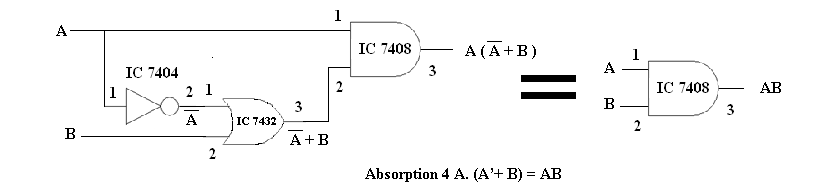 1
A
IC 7408
A ( A̅ + B )
3
2
IC 7404
1
2
A̅
1
IC 7432
3
A̅ + B
B
2
=
1
A
IC 7408
AB
B
3
2
Absorption 4 A. (A'+ B) = AB